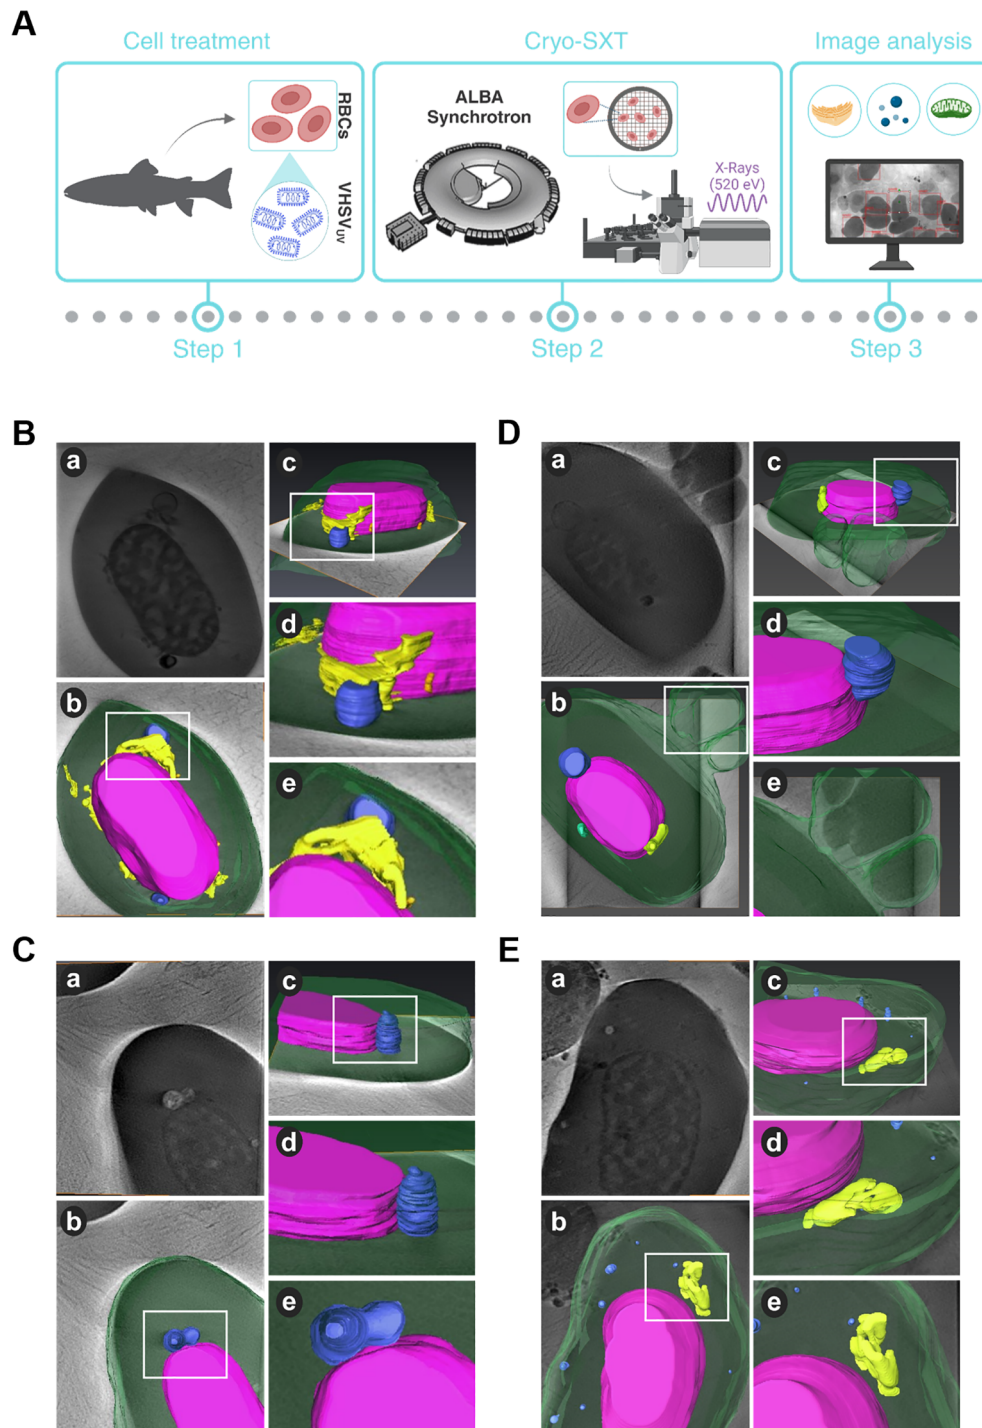 A
Cell treatment
Cryo-SXT
Image analysis
RBCs
VHSVUV
ALBA
Synchrotron
X-Rays
(520 eV)
Step 1
Step 2
Step 3
B
a
c
d
b
e
D
a
c
d
b
e
C
a
c
d
b
e
E
a
c
d
b
e